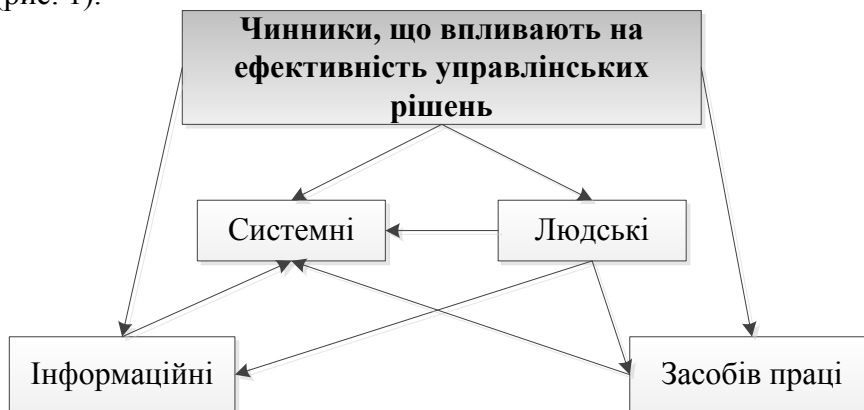 (рис. 1).
Чинники, що впливають на
ефективність управлінських
рішень
Системні
Людські
Інформаційні
Засобів праці